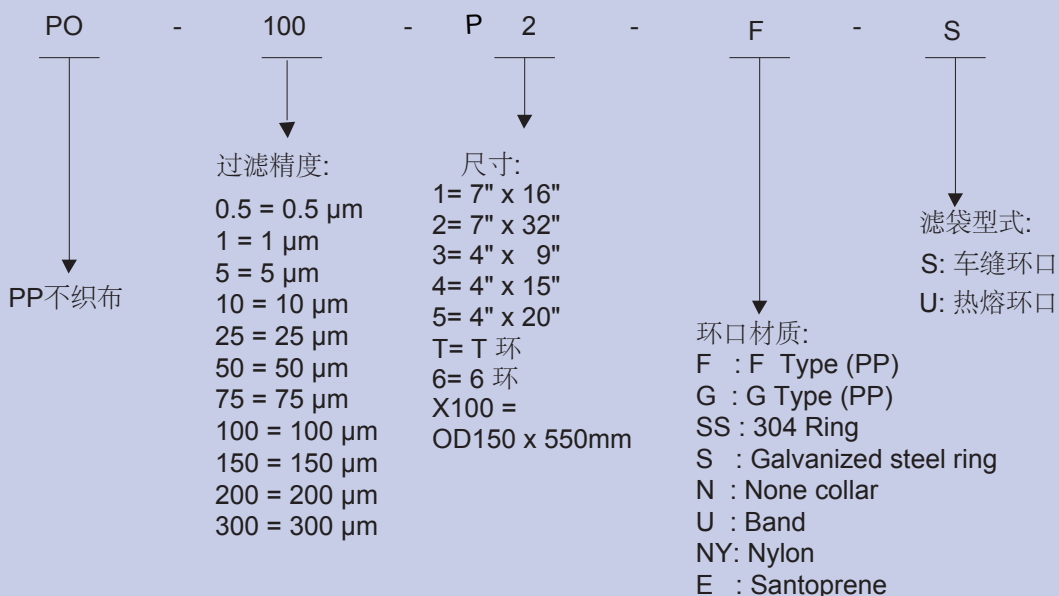 PO - 100 - P 2 - F - S
PP不织布
过滤精度:
0.5 = 0.5 µm
1 = 1 µm
5 = 5 µm
10 = 10 µm
25 = 25 µm
50 = 50 µm
75 = 75 µm
100 = 100 µm
150 = 150 µm
200 = 200 µm
300 = 300 µm
尺寸:
1= 7" x 16"
2= 7" x 32"
3= 4" x 9"
4= 4" x 15"
5= 4" x 20"
T= T 环
6= 6 环
X100 =
OD150 x 550mm
环口材质:
F : F Type (PP)
G : G Type (PP)
SS : 304 Ring
S : Galvanized steel ring
N : None collar
U : Band
NY: Nylon
E : Santoprene
滤袋型式:
S: 车缝环口
U: 热熔环口